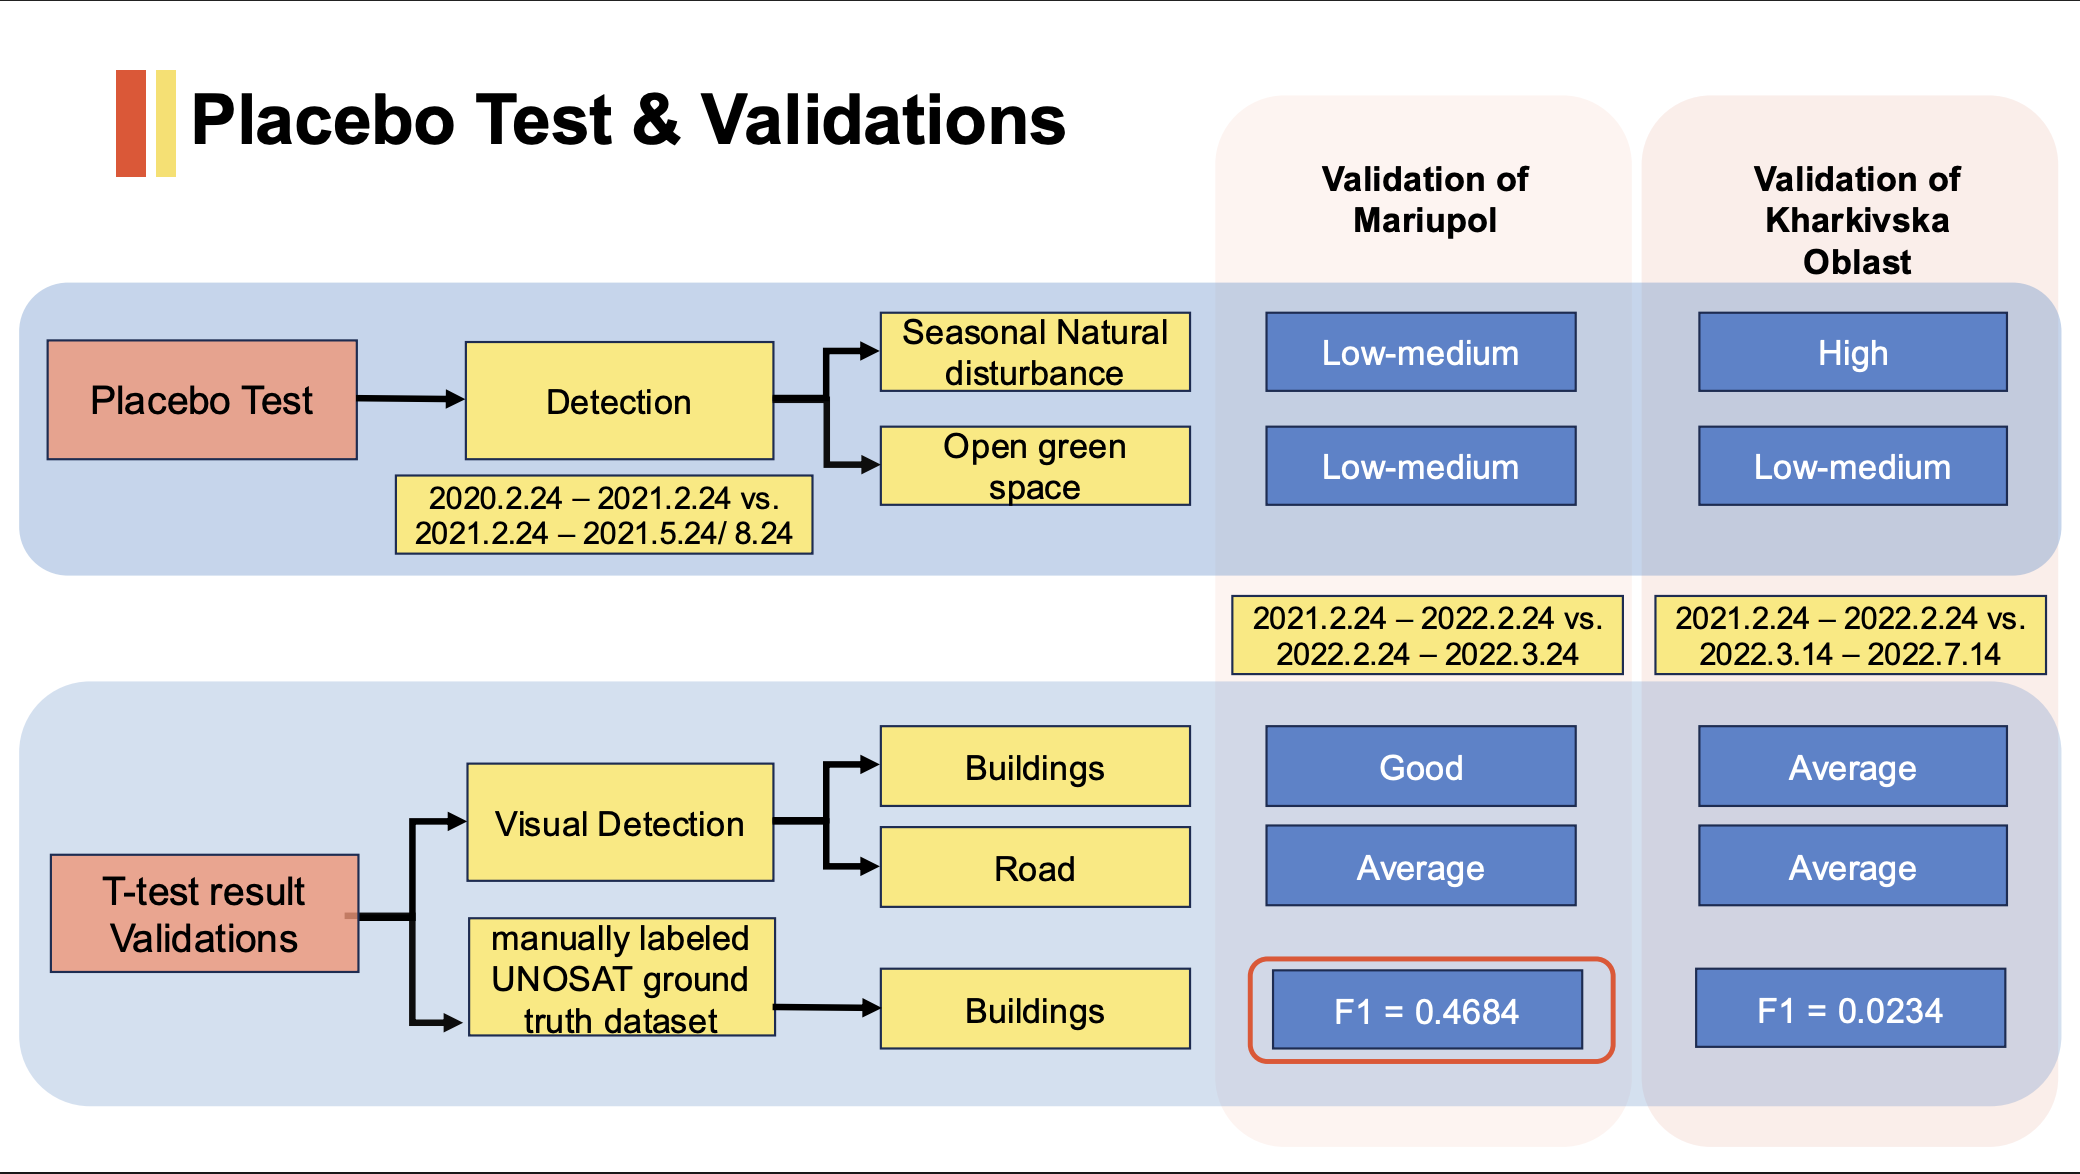 Placebo Test & Validations
Validation of
Mariupol
Validation of
Kharkivska
Oblast
Placebo Test
Detection
2020.2.24 – 2021.2.24 vs.
2021.2.24 – 2021.5.24/ 8.24
Seasonal Natural
disturbance
Low-medium
High
Open green
space
Low-medium
Low-medium
2021.2.24 – 2022.2.24 vs.
2022.2.24 – 2022.3.24
2021.2.24 – 2022.2.24 vs.
2022.3.14 – 2022.7.14
T-test result
Validations
Visual Detection
Buildings
Good
Average
Road
Average
Average
manually labeled
UNOSAT ground
truth dataset
Buildings
F1 = 0.4684
F1 = 0.0234